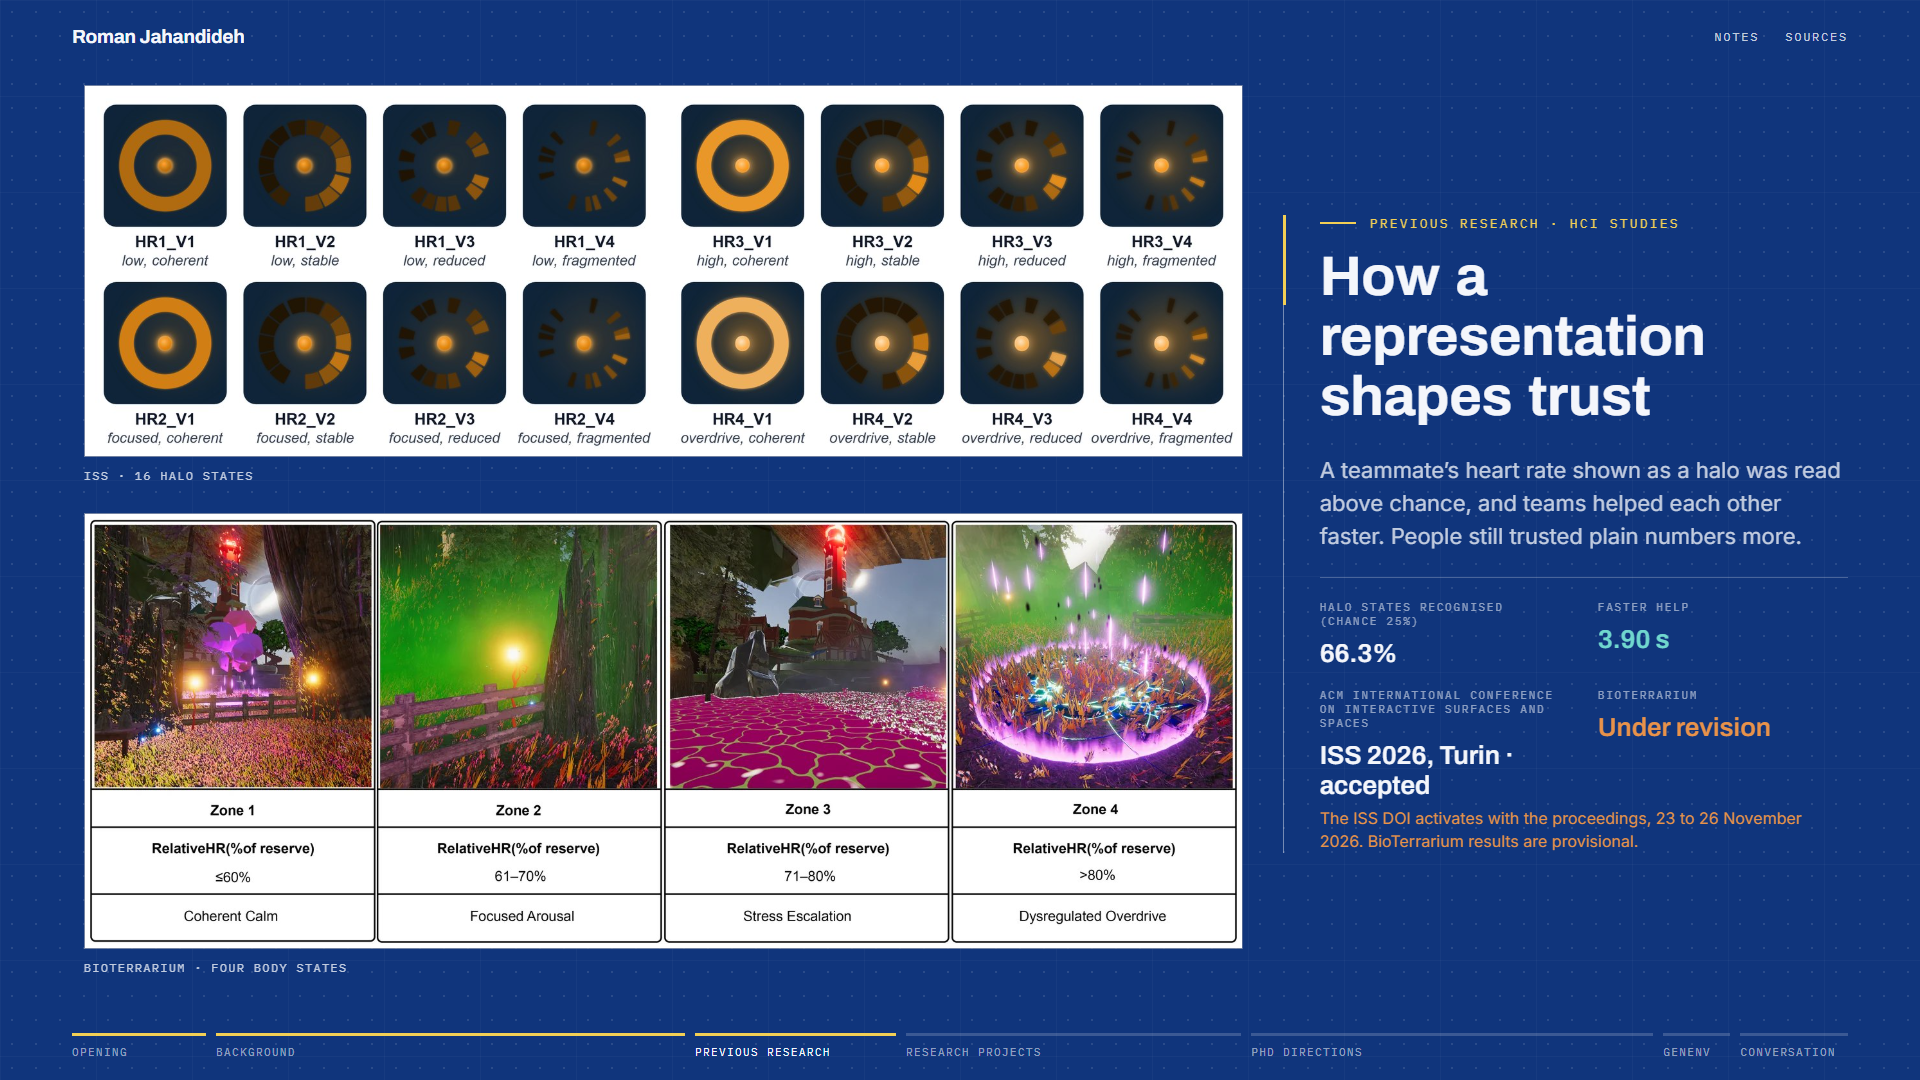 Roman Jahandideh
NOTES SOURCES
HR1_V1 HR1_V2 HR1_V3 HR1_V4 HR3_V1 HR3_V2 HR3_V3 HR3_V4
low, coherent low, stable low, reduced low, fragmented high, coherent high, stable high, reduced high, fragmented
HR2_V1 HR2_V2 HR2_V3 HR2_V4 HR4_V1 HR4_V2 HR4_V3 HR4_V4
focused, coherent focused, stable focused, reduced focused, fragmented overdrive, coherent overdrive, stable overdrive, reduced overdrive, fragmented
ISS · 16 HALO STATES
Zone 1 Zone 2 Zone 3 Zone 4
RelativeHR(%of reserve) RelativeHR(%of reserve) RelativeHR(%of reserve) RelativeHR(%of reserve)
≤60% 61–70% 71–80% >80%
Coherent Calm Focused Arousal Stress Escalation Dysregulated Overdrive
BIOTERRARIUM · FOUR BODY STATES
PREVIOUS RESEARCH · HCI STUDIES
How a
representation
shapes trust
A teammate’s heart rate shown as a halo was read
above chance, and teams helped each other
faster. People still trusted plain numbers more.
HALO STATES RECOGNISED
(CHANCE 25%)
66.3%
FASTER HELP
3.90 s
ACM INTERNATIONAL CONFERENCE
ON INTERACTIVE SURFACES AND
SPACES
ISS 2026, Turin ·
accepted
BIOTERRARIUM
Under revision
The ISS DOI activates with the proceedings, 23 to 26 November
2026. BioTerrarium results are provisional.
OPENING BACKGROUND PREVIOUS RESEARCH RESEARCH PROJECTS PHD DIRECTIONS GENENV CONVERSATION